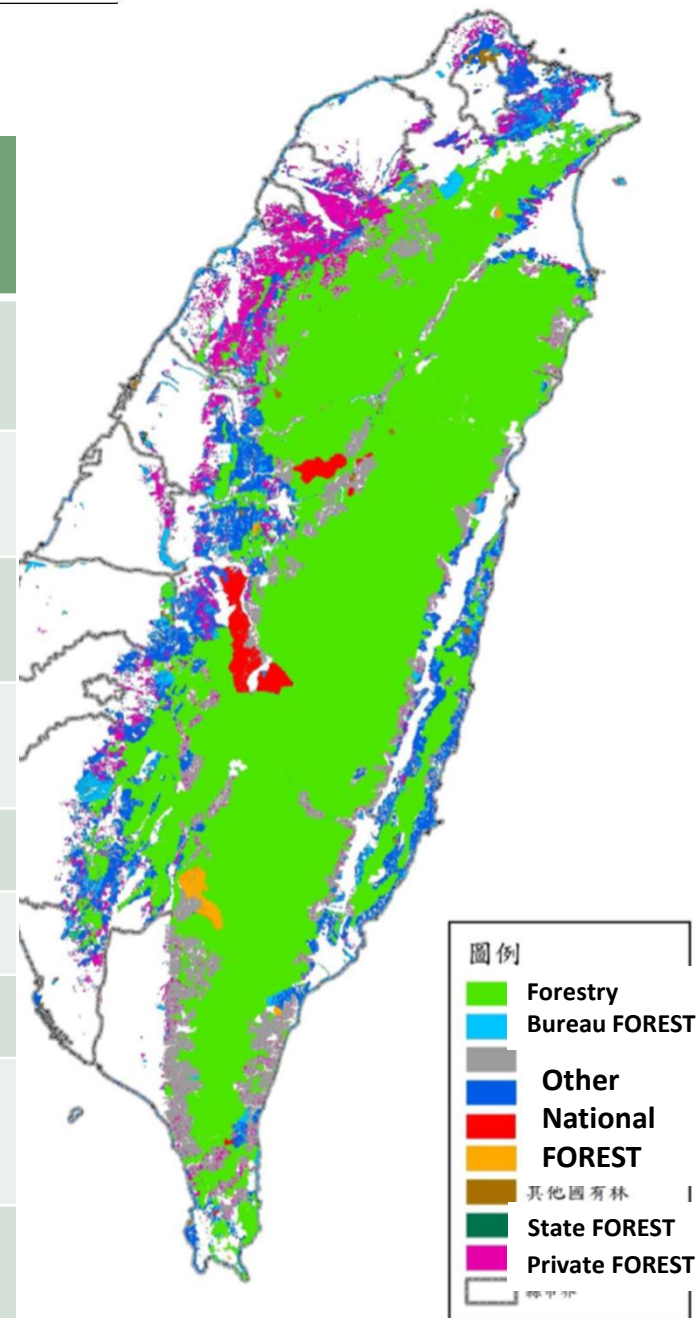 圖例
Forestry
Bureau FOREST
Other
National
FOREST
其他國有林
State FOREST
Private FOREST